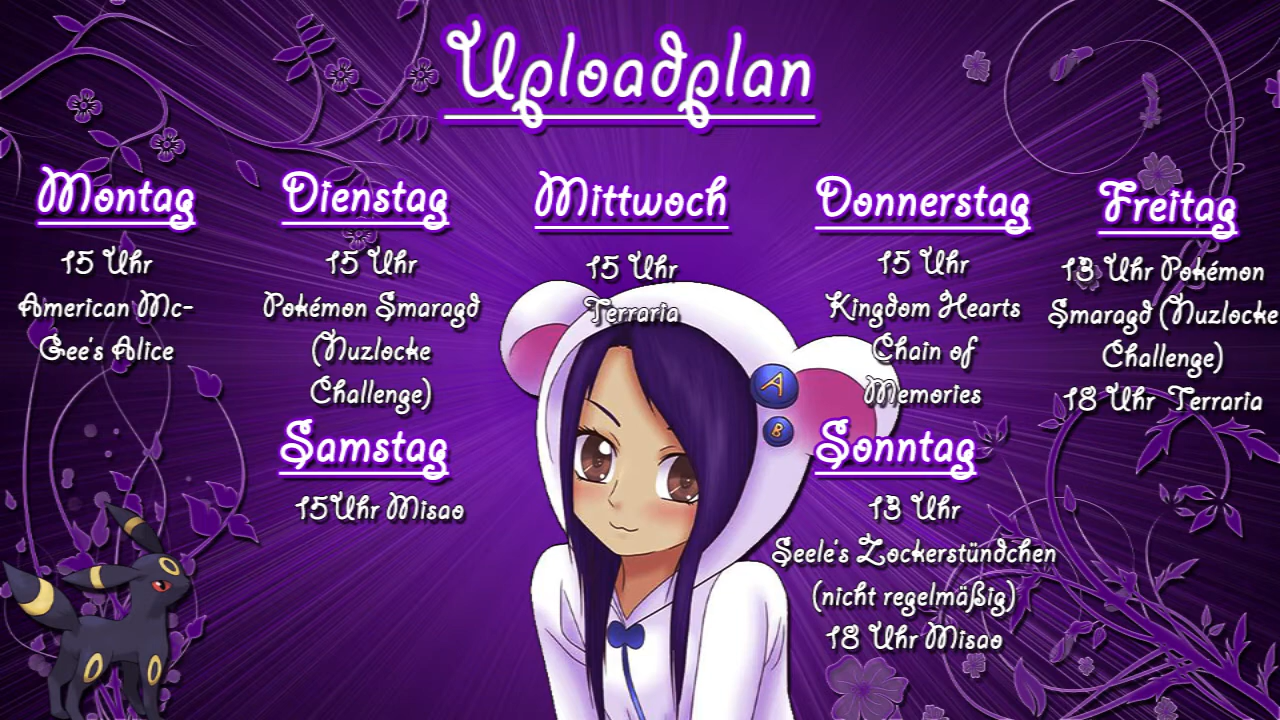 Uploadplan
Montag
15 Uhr
American Mc-
Gee's Alice
Dienstag
15 Uhr
Pokémon Smaragd
(Nuzlocke
Challenge)
Mittwoch
15 Uhr
Terraria
Donnerstag
15 Uhr
Kingdom Hearts
Chain of
Memories
Freitag
13 Uhr Pokémon
Smaragd (Nuzlocke
Challenge)
18 Uhr Terraria
Samstag
15Uhr Misao
Sonntag
13 Uhr
Seele's Zockerstündchen
(nicht regelmäßig)
18 Uhr Misao
A
B